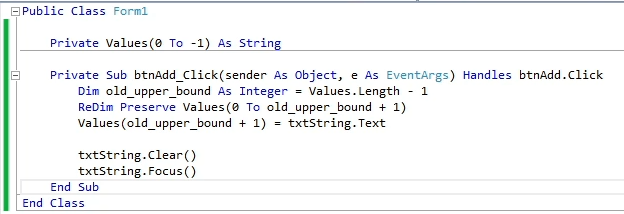 Public Class Form1
Private Values(0 To -1) As String
Private Sub btnAdd_Click(sender As Object, e As EventArgs) Handles btnAdd.Click
Dim old_upper_bound As Integer = Values.Length - 1
ReDim Preserve Values(0 To old_upper_bound + 1)
Values(old_upper_bound + 1) = txtString.Text
txtString.Clear()
txtString.Focus()
End Sub
End Class